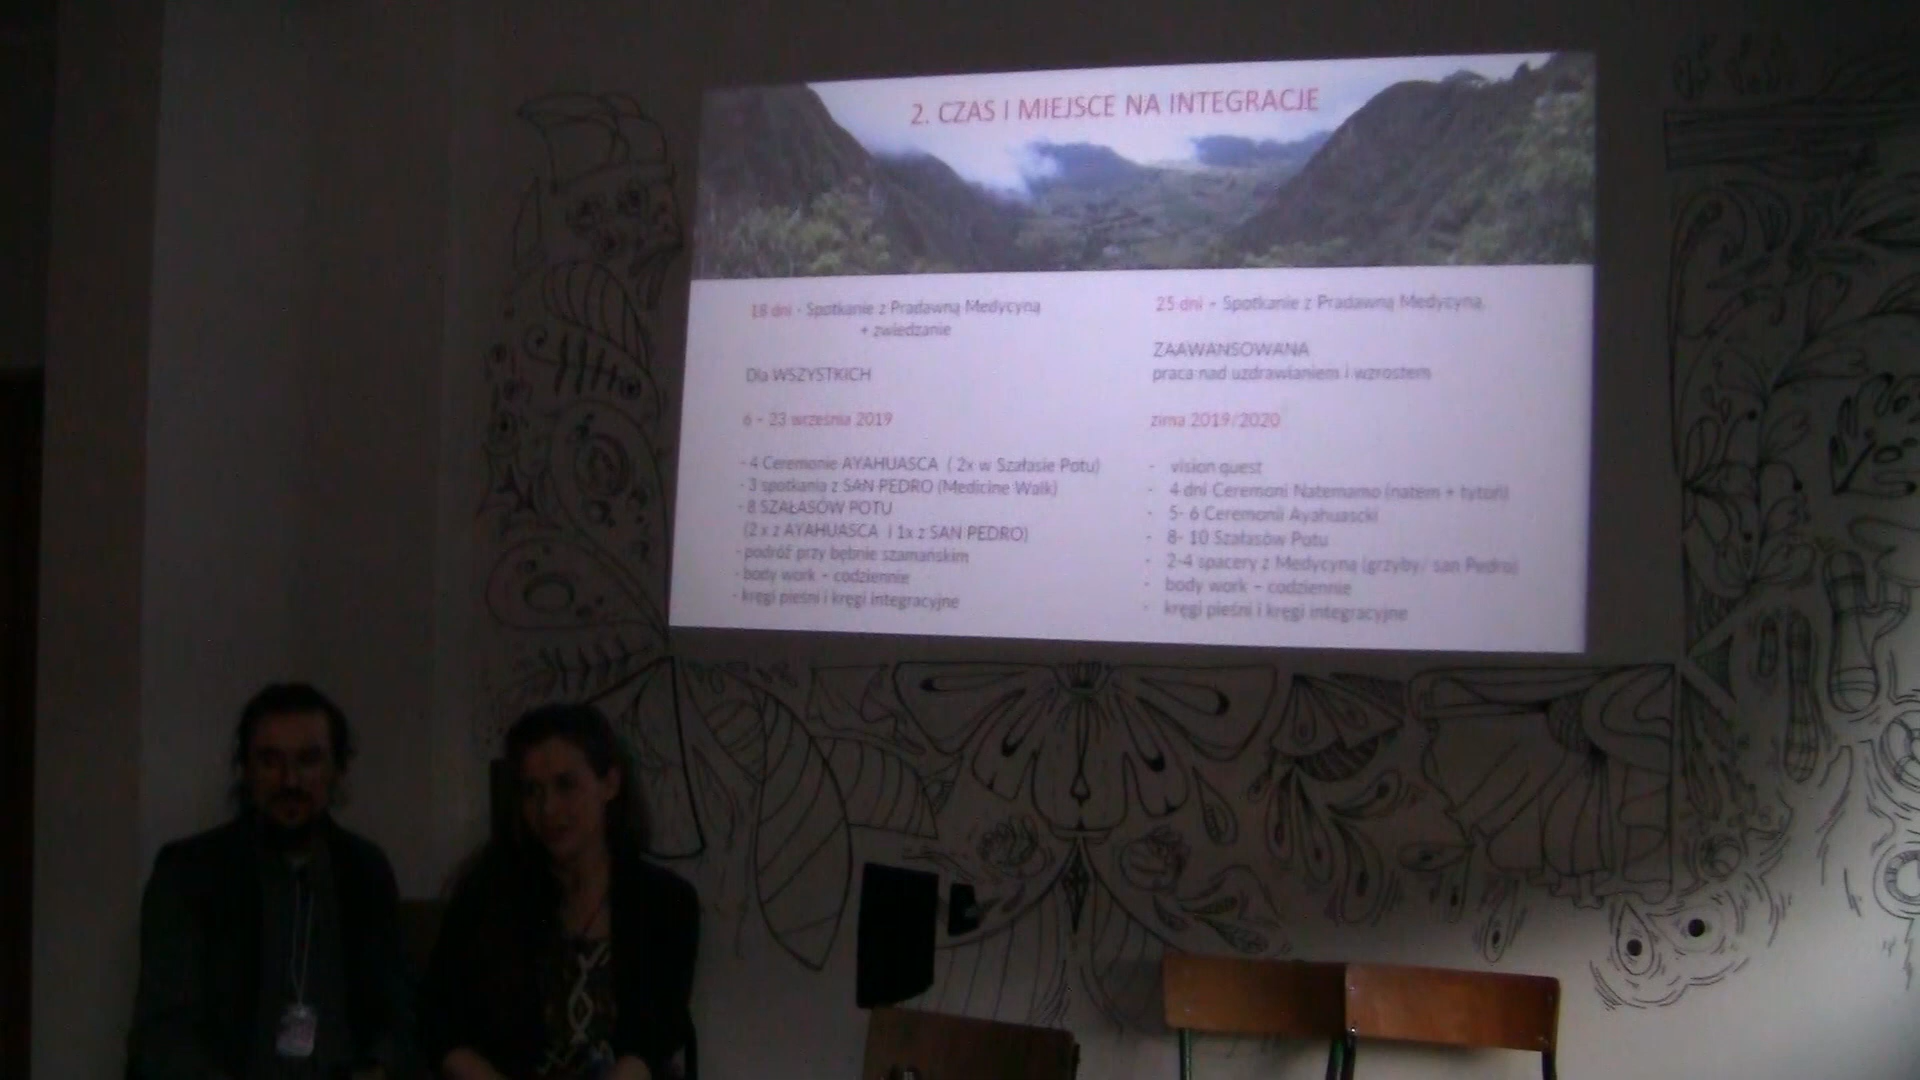 2. CZAS I MIEJSCE NA INTEGRACJE
18 dni - Spotkanie z Pradawną Medycyną
+ zwiedzanie
Dla WSZYSTKICH
6 - 23 września 2019
- 4 Ceremonie AYAHUASCA ( 2x w Szałasie Potu)
- 3 spotkania z SAN PEDRO (Medicine Walk)
- 8 SZAŁASÓW POTU
(2 x z AYAHUASCA i 1x z SAN PEDRO)
- podróż przy bębnie szamańskim
- body work – codziennie
- kręgi pieśni i kręgi integracyjne
25 dni – Spotkanie z Pradawną Medycyną
ZAAWANSOWANA
praca nad uzdrawianiem i wzrostem
zima 2019/2020
- vision quest
- 4 dni Ceremoni Natemamo (natem + tytoń)
- 5- 6 Ceremonii Ayahuascki
- 8- 10 Szałasów Potu
- 2-4 spacery z Medycyną (grzyby/ san Pedro)
- body work – codziennie
- kręgi pieśni i kręgi integracyjne